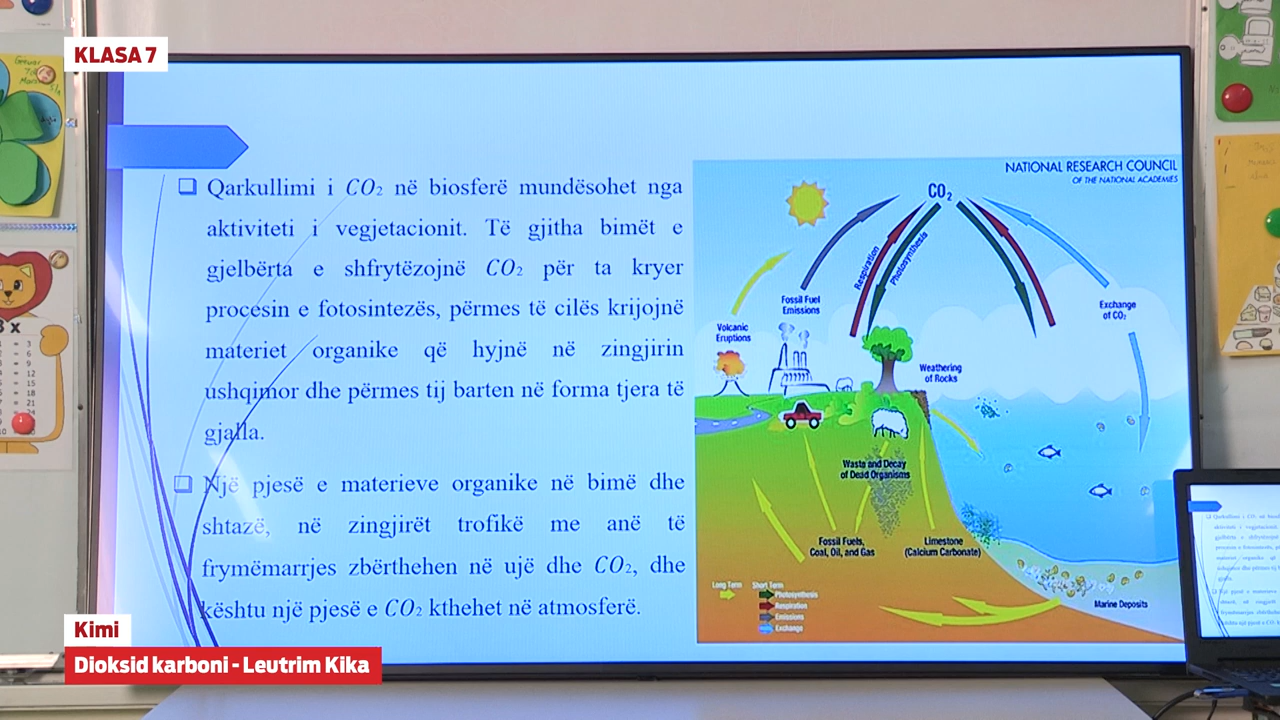 KLASA 7
Qarkullimi i CO₂ në biosferë mundësohet nga
aktiviteti i vegjetacionit. Të gjitha bimët e
gjelbërta e shfrytëzojnë CO₂ për ta kryer
procesin e fotosintezës, përmes të cilës krijojnë
materiet organike që hyjnë në zingjirin
ushqimor dhe përmes tij barten në forma tjera të
gjalla.
Një pjesë e materieve organike në bimë dhe
shtazë, në zingjirët trofikë me anë të
frymëmarrjes zbërthehen në ujë dhe CO₂, dhe
kështu një pjesë e CO₂ kthehet në atmosferë.
NATIONAL RESEARCH COUNCIL
OF THE NATIONAL ACADEMIES
CO₂
Respiration
Photosynthesis
Fossil Fuel
Emissions
Exchange
of CO₂
Volcanic
Eruptions
Weathering
of Rocks
Waste and Decay
of Dead Organisms
Fossil Fuels,
Coal, Oil, and Gas
Limestone
(Calcium Carbonate)
Marine Deposits
Long Term
Short Term
Photosynthesis
Respiration
Emissions
Exchange
Kimi
Dioksid karboni - Leutrim Kika